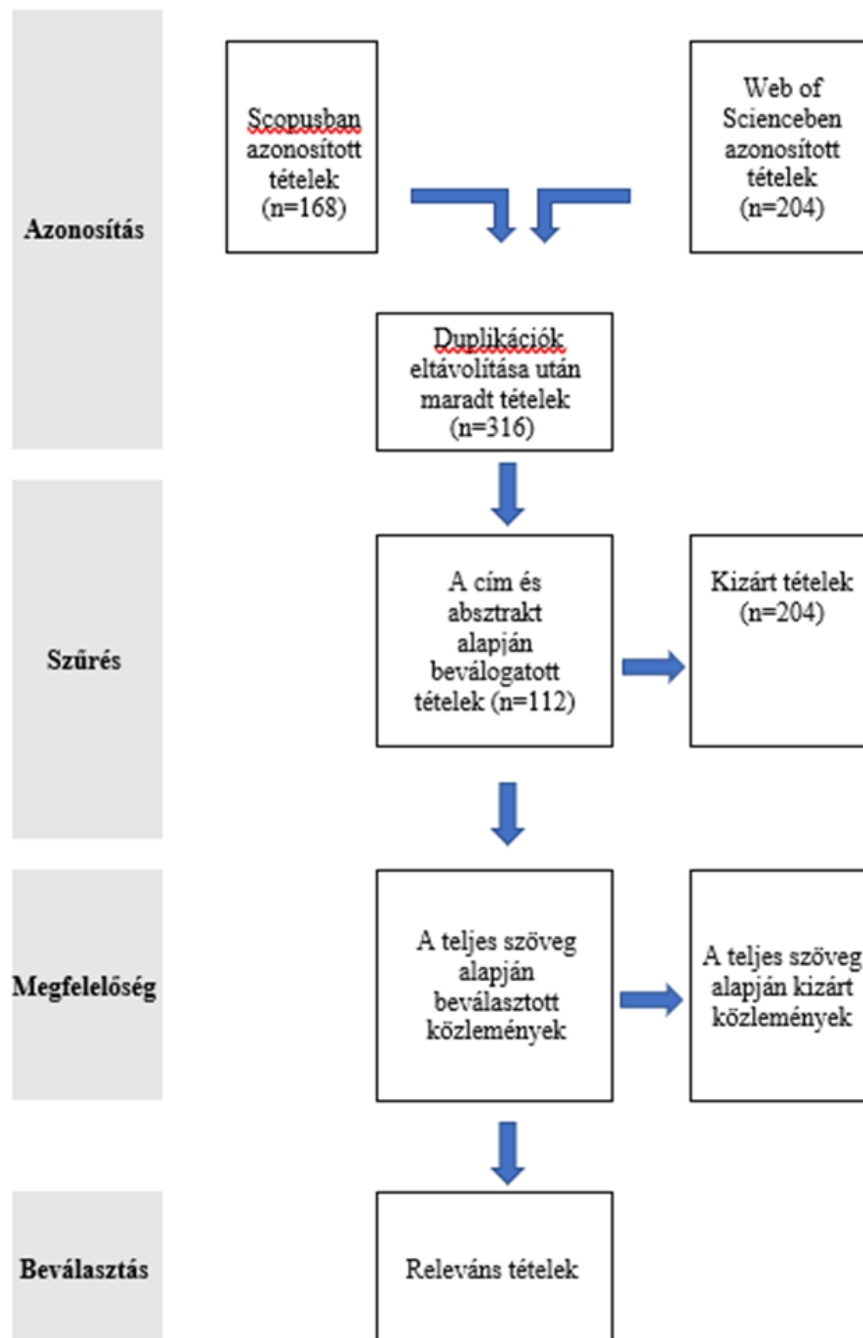 Azonosítás
Scopusban
azonosított
tételek
(n=168)
Web of
Scienceben
azonosított
tételek
(n=204)
Duplikációk
eltávolítása után
maradt tételek
(n=316)
Szűrés
A cím és
absztrakt
alapján
beválogatott
tételek (n=112)
Kizárt tételek
(n=204)
Megfelelőség
A teljes szöveg
alapján
beválasztott
közlemények
A teljes szöveg
alapján kizárt
közlemények
Beválasztás
Releváns tételek